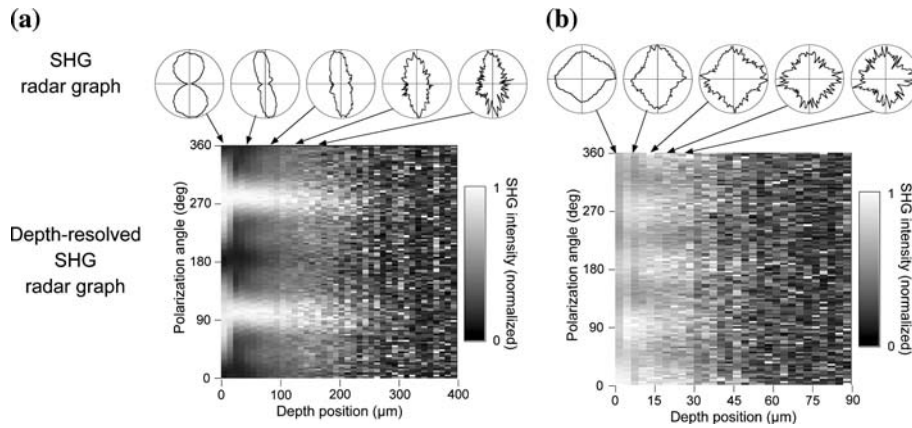 (a)
SHG
radar graph
Depth-resolved
SHG
radar graph
360
270
180
90
0
Polarization angle (deg)
0 100 200 300 400
Depth position (µm)
1
0
SHG intensity (normalized)
(b)
360
270
180
90
0
Polarization angle (deg)
0 15 30 45 60 75 90
Depth position (µm)
1
0
SHG intensity (normalized)